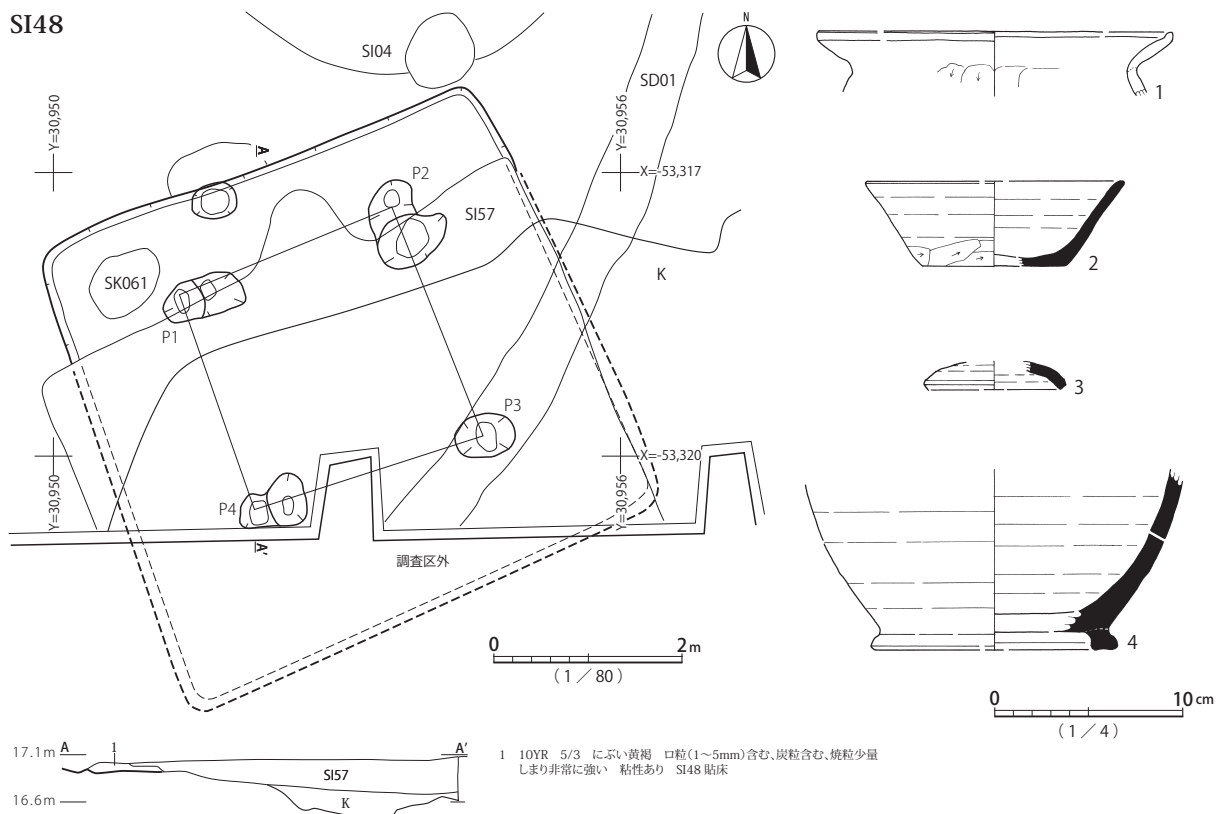 SI48
SI04
N
SD01
Y=30,950
A
Y=30,956
P2
X=-53,317
SI57
SK061
K
P1
P3
X=-53,320
Y=30,950
P4
Y=30,956
A'
調査区外
0 2m
(1/80)
1
2
3
4
0 10cm
(1/4)
17.1m A 1 A'
SI57
16.6m K
1 10YR 5/3 にぶい黄褐 ロ粒(1～5mm)含む、炭粒含む、焼粒少量
しまり非常に強い 粘性あり SI48 貼床